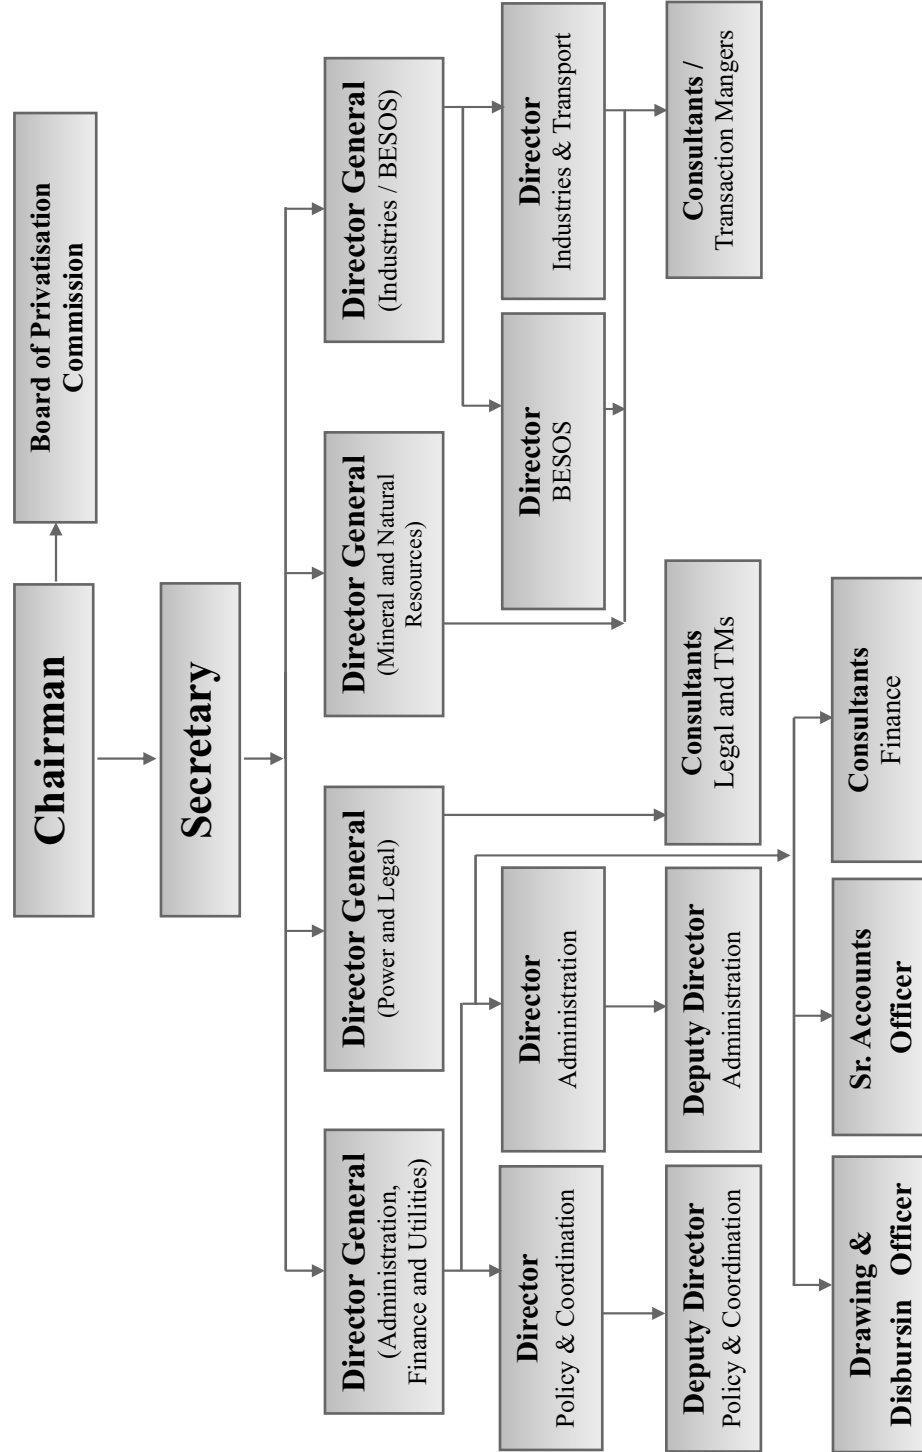 Chairman
Board of Privatisation
Commission
Secretary
Director General
(Administration,
Finance and Utilities)
Director General
(Power and Legal)
Director General
(Mineral and Natural
Resources)
Director General
(Industries / BESOS)
Director
Policy & Coordination
Director
Administration
Director
BESOS
Director
Industries & Transport
Deputy Director
Policy & Coordination
Deputy Director
Administration
Consultants
Legal and TMs
Consultants /
Transaction Mangers
Drawing &
Disbursin Officer
Sr. Accounts
Officer
Consultants
Finance